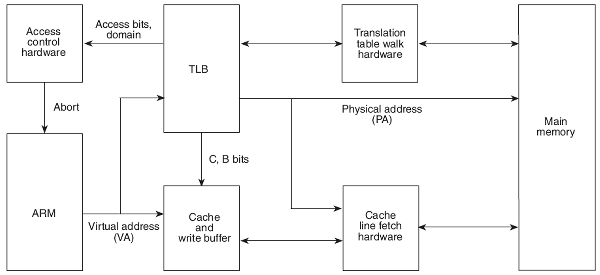 Access
control
hardware
Access bits,
domain
TLB
Translation
table walk
hardware
Abort
Physical address
(PA)
Main
memory
C, B bits
ARM
Virtual address
(VA)
Cache
and
write buffer
Cache
line fetch
hardware